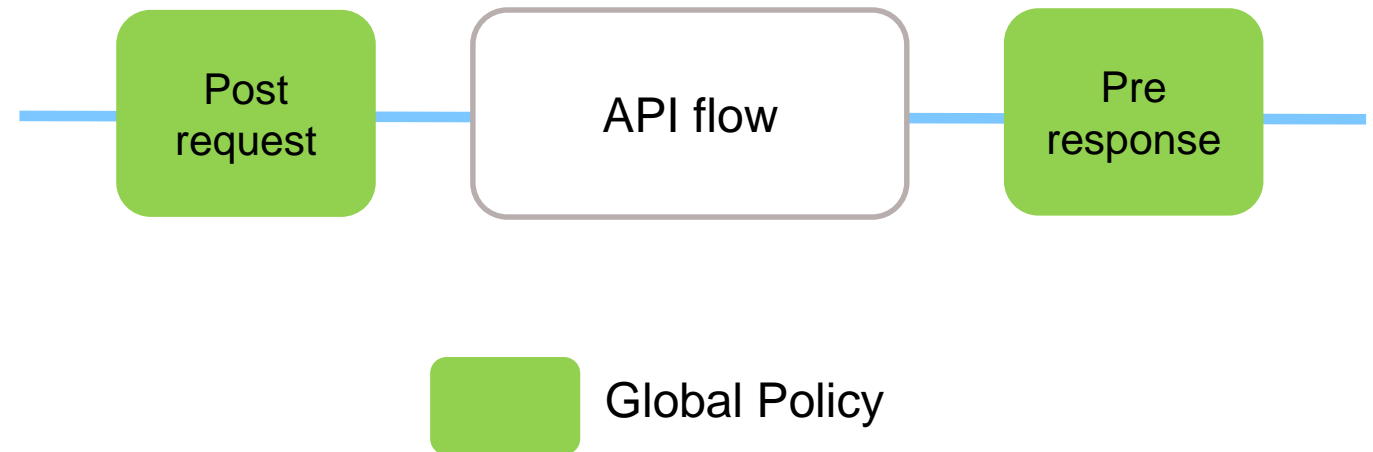 Post
request
API flow
Pre
response
Global Policy